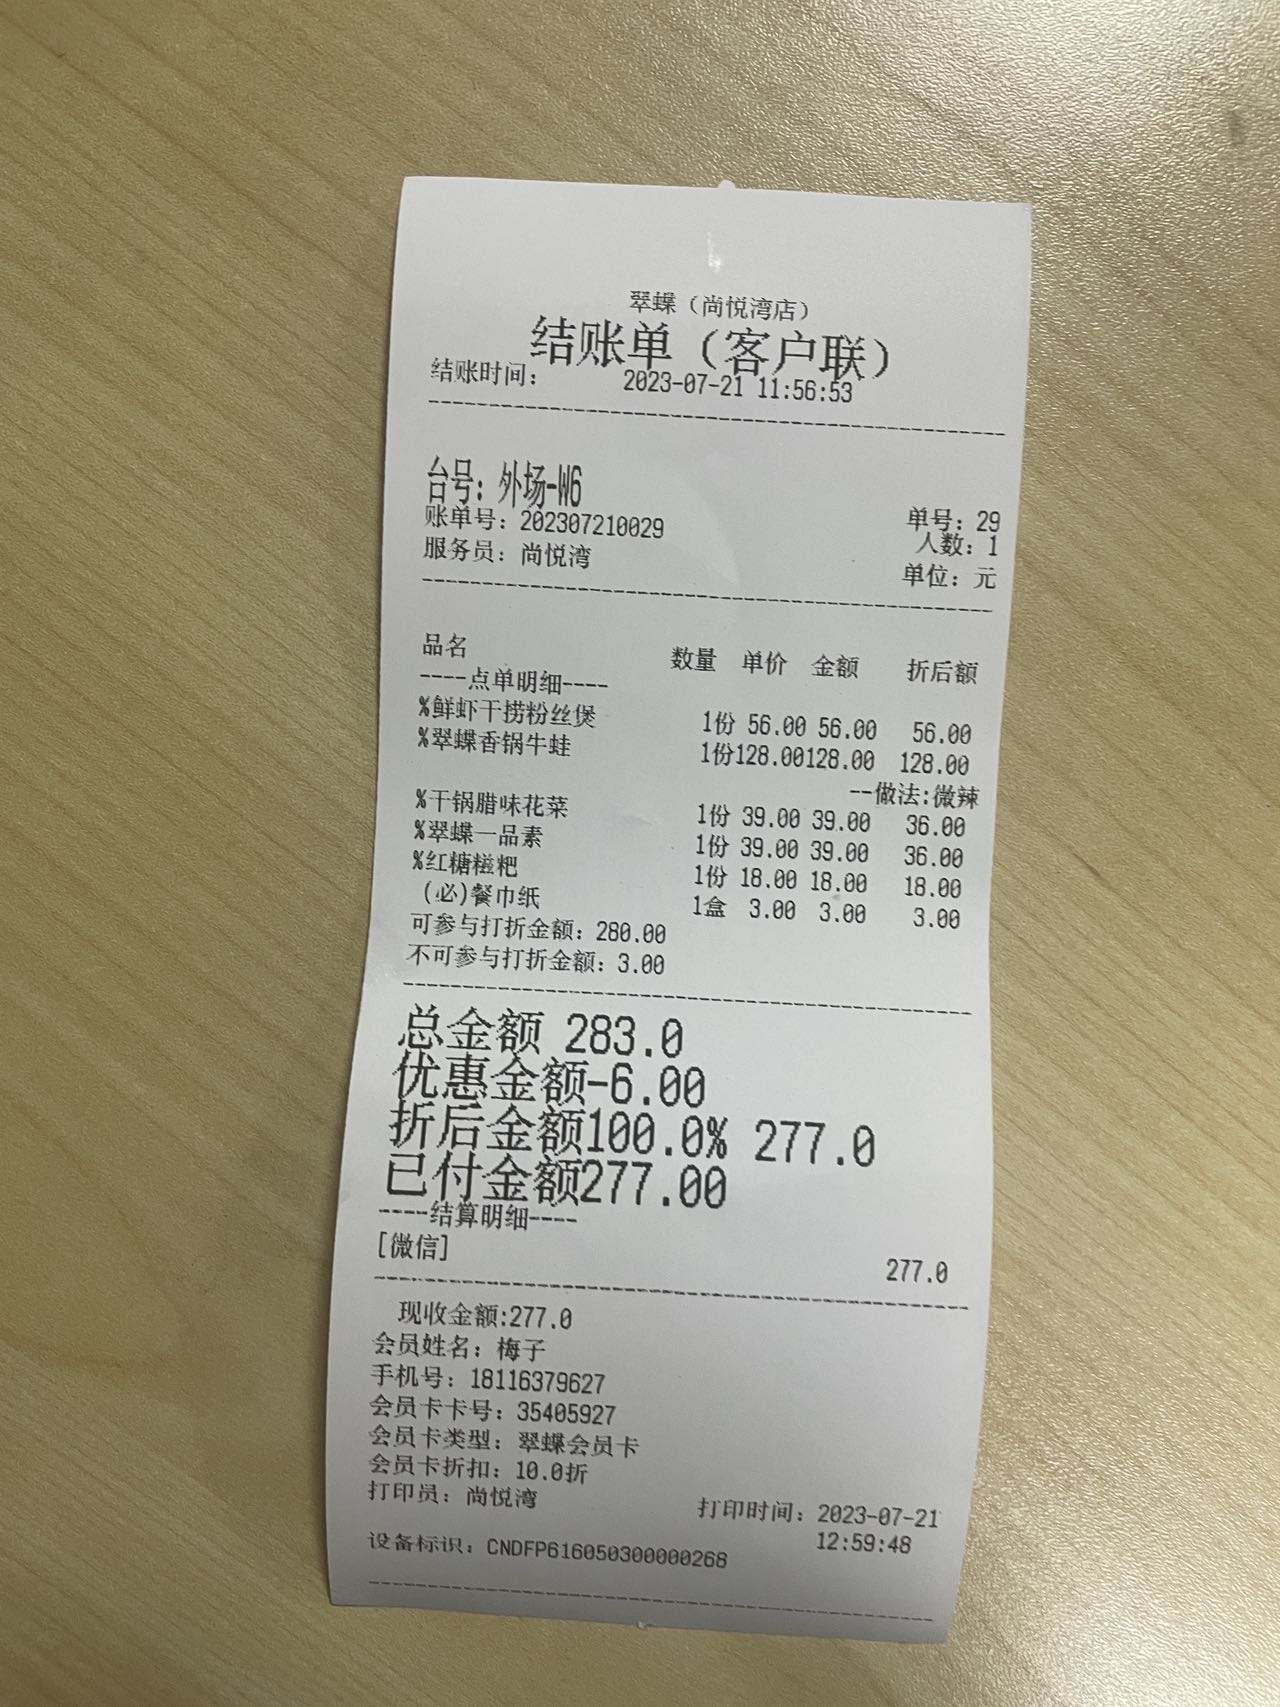 翠蝶（尚悦湾店）
结账单（客户联）
结账时间： 2023-07-21 11:56:53
台号：外场-W6
单号：29
账单号：202307210029
人数：1
服务员：尚悦湾
单位：元
品名 数量 单价 金额 折后额
----点单明细----
%鲜虾干捞粉丝煲 1份 56.00 56.00 56.00
%翠蝶香锅牛蛙 1份128.00128.00 128.00
--做法:微辣
%干锅腊味花菜 1份 39.00 39.00 36.00
%翠蝶一品素 1份 39.00 39.00 36.00
%红糖糍粑 1份 18.00 18.00 18.00
(必)餐巾纸 1盒 3.00 3.00 3.00
可参与打折金额：280.00
不可参与打折金额：3.00
总金额 283.0
优惠金额-6.00
折后金额100.0% 277.0
已付金额277.00
----结算明细----
[微信] 277.0
现收金额:277.0
会员姓名：梅子
手机号：18116379627
会员卡卡号：35405927
会员卡类型：翠蝶会员卡
会员卡折扣：10.0折
打印员：尚悦湾
打印时间：2023-07-21
12:59:48
设备标识：CNDFP616050300000268